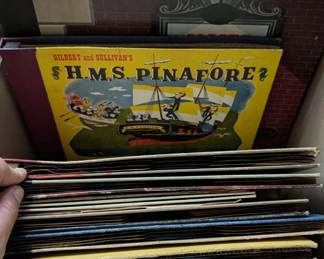 GILBERT and SULLIVAN'S
H.M.S. PINAFORE